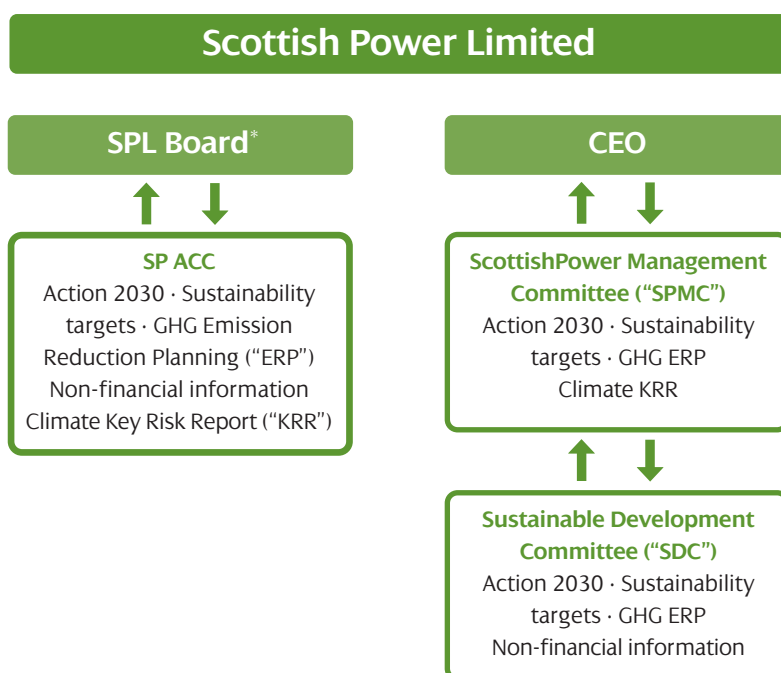 Scottish Power Limited
SPL Board*
SP ACC
Action 2030 · Sustainability
targets · GHG Emission
Reduction Planning (“ERP”)
Non-financial information
Climate Key Risk Report (“KRR”)
CEO
ScottishPower Management
Committee (“SPMC”)
Action 2030 · Sustainability
targets · GHG ERP
Climate KRR
Sustainable Development
Committee (“SDC”)
Action 2030 · Sustainability
targets · GHG ERP
Non-financial information